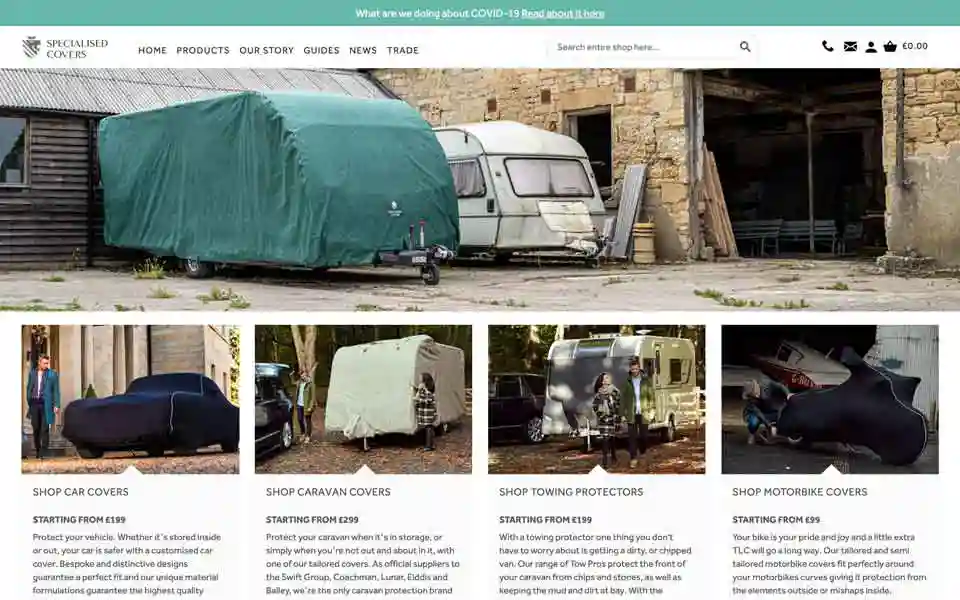 What are we doing about COVID-19 Read about it here
SPECIALISED
COVERS
HOME PRODUCTS OUR STORY GUIDES NEWS TRADE
Search entire shop here...
£0.00
SHOP CAR COVERS
STARTING FROM £199
Protect your vehicle. Whether it's stored inside
or out, your car is safer with a customised car
cover. Bespoke and distinctive designs
guarantee a perfect fit and our unique material
formulations guarantee the highest quality
SHOP CARAVAN COVERS
STARTING FROM £299
Protect your caravan when it's in storage, or
simply when you're not out and about in it, with
one of our tailored covers. As official suppliers to
the Swift Group, Coachman, Lunar, Elddis and
Bailey, we're the only caravan protection brand
SHOP TOWING PROTECTORS
STARTING FROM £199
With a towing protector one thing you don't
have to worry about is getting a dirty, or chipped
van. Our range of Tow Pros protect the front of
your caravan from chips and stones, as well as
keeping the mud and dirt at bay. With the
SHOP MOTORBIKE COVERS
STARTING FROM £99
Your bike is your pride and joy and a little extra
TLC will go a long way. Our tailored and semi
tailored motorbike covers fit perfectly around
your motorbikes curves giving it protection from
the elements outside or mishaps inside.